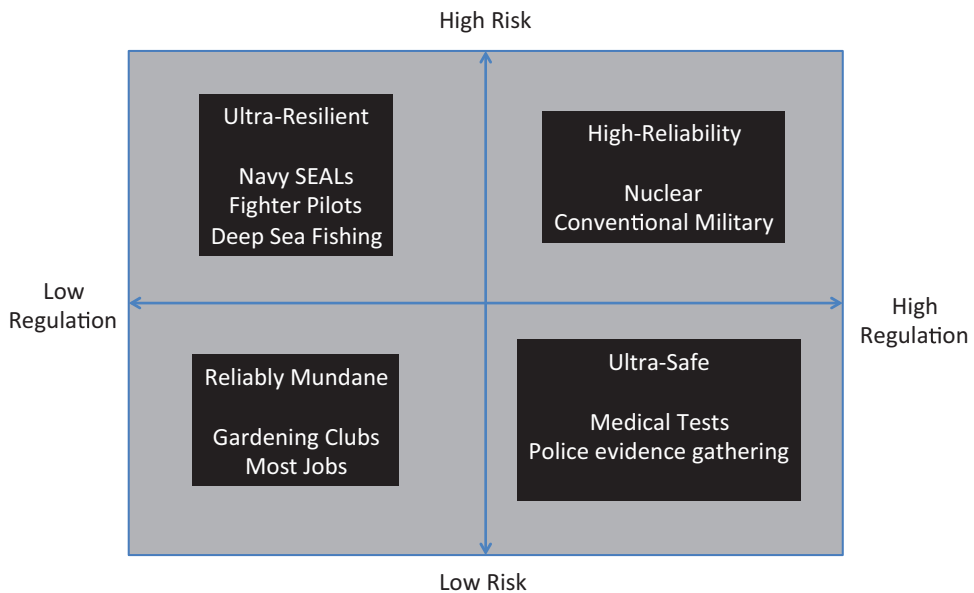 High Risk
Ultra-Resilient
Navy SEALs
Fighter Pilots
Deep Sea Fishing
High-Reliability
Nuclear
Conventional Military
Low
Regulation
High
Regulation
Reliably Mundane
Gardening Clubs
Most Jobs
Ultra-Safe
Medical Tests
Police evidence gathering
Low Risk